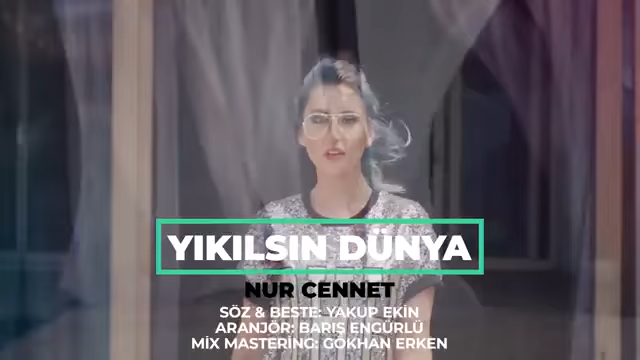 YIKILSIN DÜNYA
NUR CENNET
SÖZ & BESTE: YAKUP EKİN
ARANJÖR: BARIŞ ENGÜRLÜ
MİX MASTERİNG: GÖKHAN ERKEN